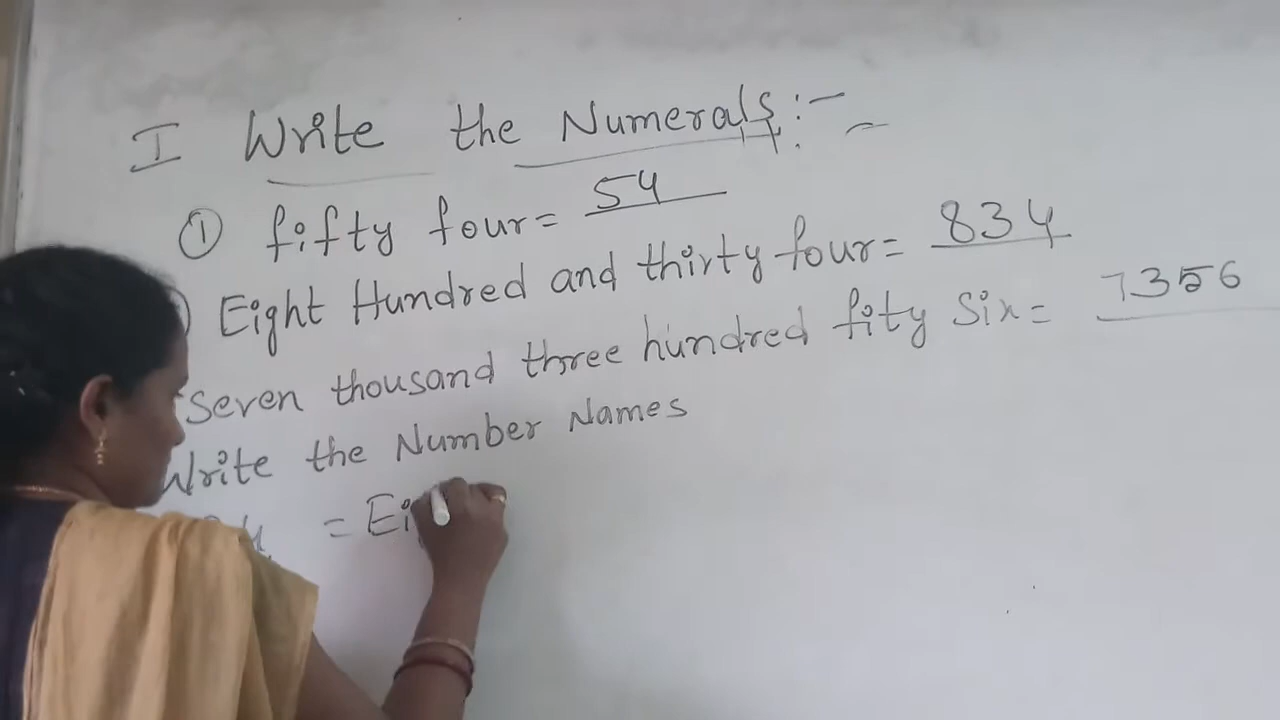 I Write the Numerals:-
① fifty four = 54
Eight Hundred and thirty four = 834
Seven thousand three hundred fity Six = 7356
Write the Number Names
= Ei